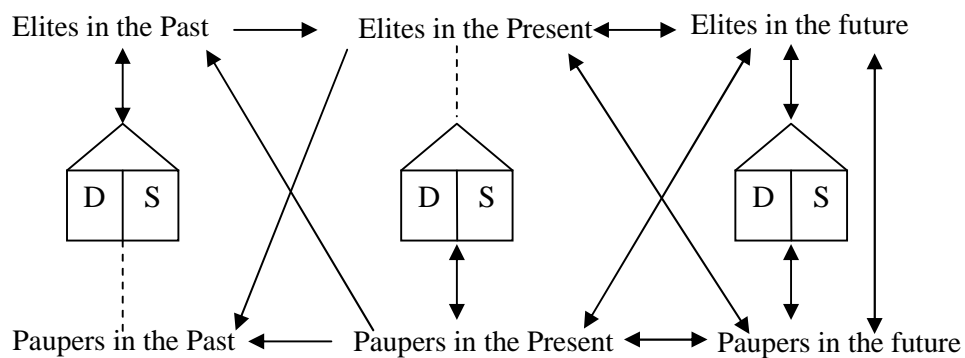 Elites in the Past Elites in the Present Elites in the future
D S D S D S
Paupers in the Past Paupers in the Present Paupers in the future